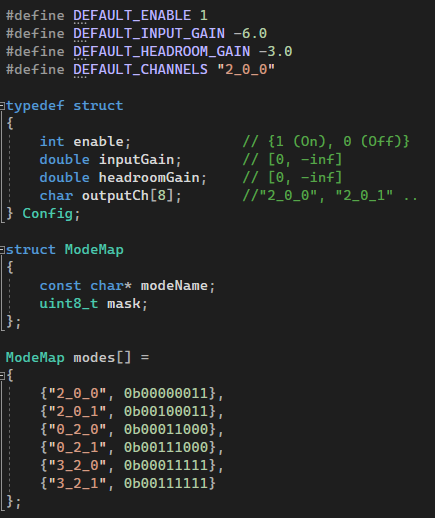 #define DEFAULT_ENABLE 1
#define DEFAULT_INPUT_GAIN -6.0
#define DEFAULT_HEADROOM_GAIN -3.0
#define DEFAULT_CHANNELS "2_0_0"
typedef struct
{
int enable; // {1 (On), 0 (Off)}
double inputGain; // [0, -inf]
double headroomGain; // [0, -inf]
char outputCh[8]; //"2_0_0", "2_0_1" ..
} Config;
struct ModeMap
{
const char* modeName;
uint8_t mask;
};
ModeMap modes[] =
{
{"2_0_0", 0b00000011},
{"2_0_1", 0b00100011},
{"0_2_0", 0b00011000},
{"0_2_1", 0b00111000},
{"3_2_0", 0b00011111},
{"3_2_1", 0b00111111}
};